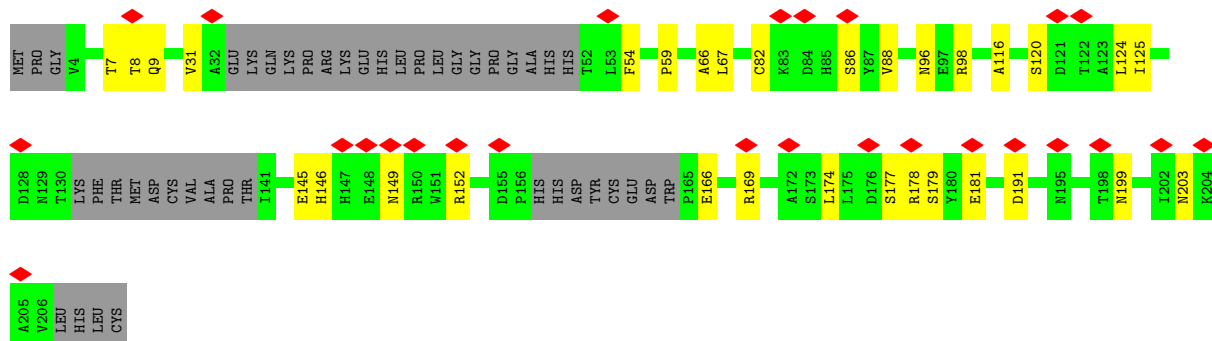 MET PRO GLY V4 T7 T8 Q9 V31 A32 GLU LYS GLN LYS PRO ARG LYS GLU HIS LEU PRO LEU GLY GLY PRO GLY ALA HIS HIS T52 L53 F54 P59 A66 L67 C82 K83 D84 H85 S86 Y87 V88 N96 E97 R98 A116 S120 D121 T122 A123 L124 I125
D128 N129 T130 LYS PHE THR MET ASP CYS VAL ALA PRO THR I141 E145 H146 H147 E148 N149 R150 W151 R152 D155 P156 HIS HIS ASP TYR CYS GLU ASP TRP P165 E166 R169 A172 S173 L174 L175 D176 S177 R178 S179 Y180 E181 D191 N195 T198 N199 I202 N203 K204
A205 V206 LEU HIS LEU CYS